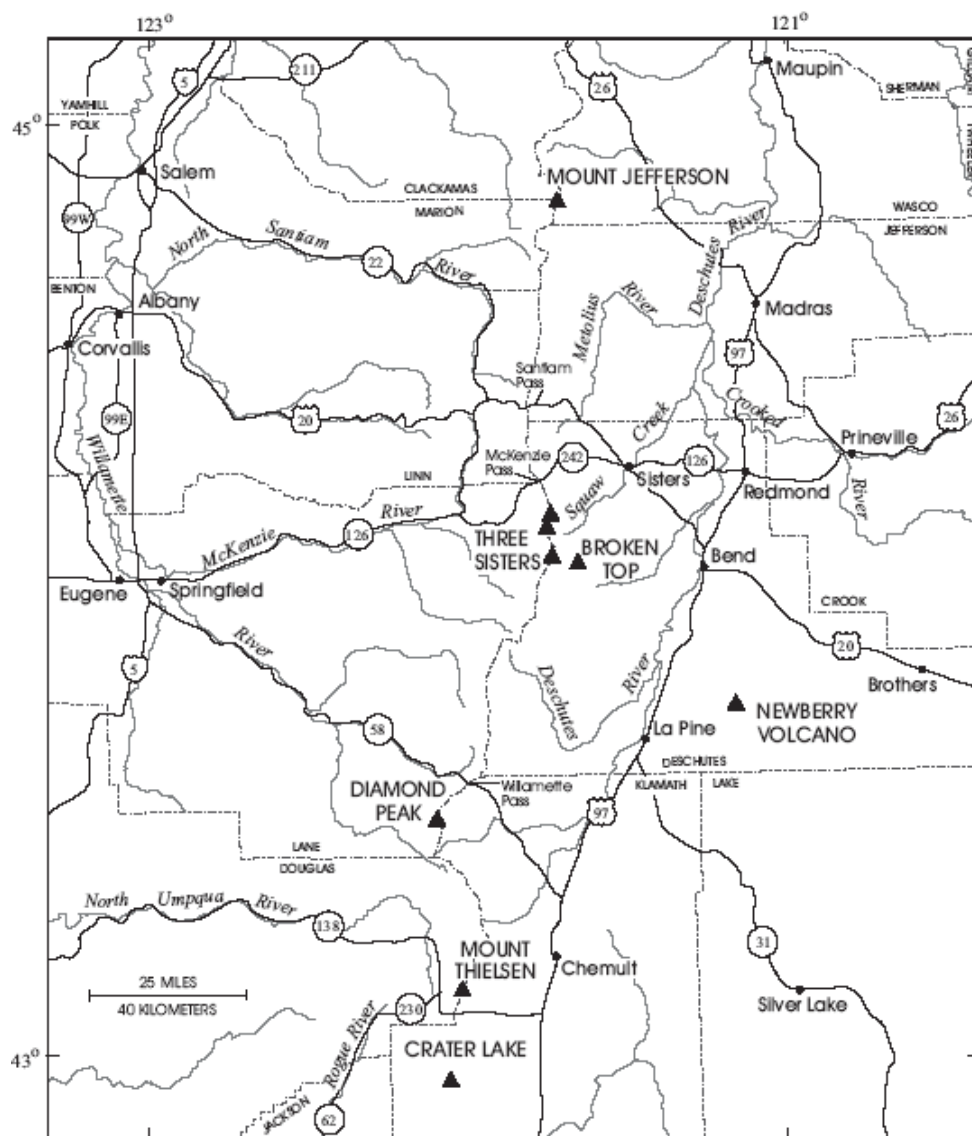 123° 121°
211
5
26
Maupin
SHERMAN
YAMHILL
POLK
45°
Salem
MOUNT JEFFERSON
CLACKAMAS
MARION
WASCO
JEFFERSON
99W
North Santiam River
22
River
Deschutes
BENTON
Albany
Metolius River
Madras
Corvallis
97
Santiam
Pass
99E
20
Creek
Crooked
26
Prineville
Willamette
McKenzie
Pass
242
126
LINN
Sisters
Redmond
River
Squaw
McKenzie River
126
THREE
SISTERS
BROKEN
TOP
Bend
Eugene
Springfield
CROOK
River
20
5
Brothers
Deschutes River
NEWBERRY
VOLCANO
La Pine
58
DESCHUTES
KLAMATH
LAKE
DIAMOND
PEAK
Willamette
Pass
97
LANE
DOUGLAS
North Umpqua River
138
31
MOUNT
THIELSEN
Chemult
25 MILES
40 KILOMETERS
Silver Lake
230
Rogue River
43°
CRATER LAKE
JACKSON
62